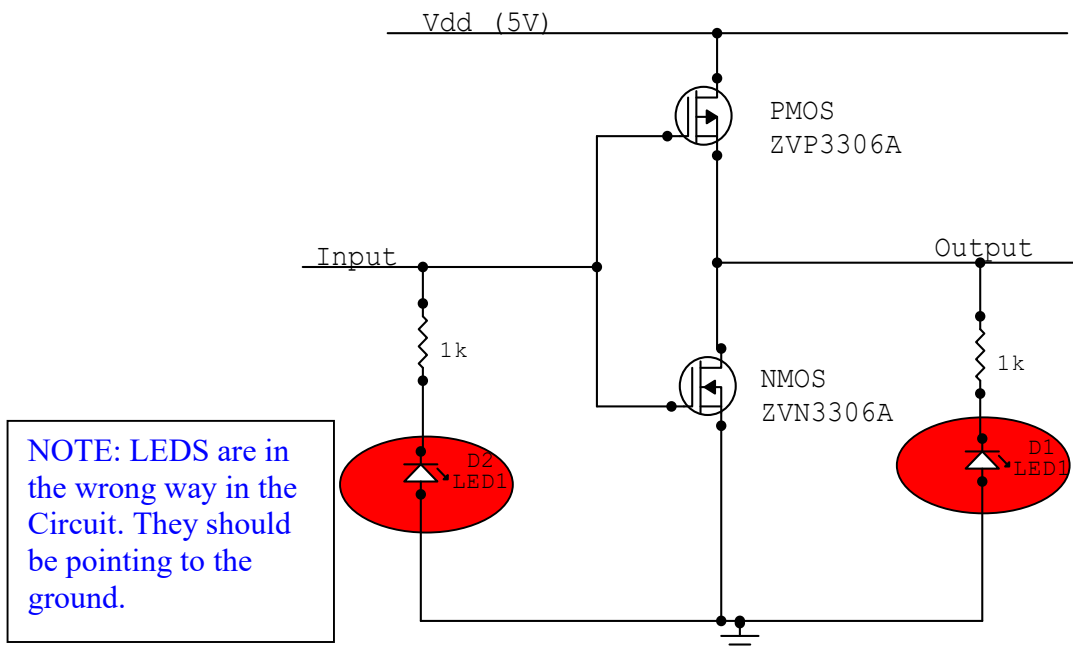 Vdd (5V)
PMOS
ZVP3306A
Input
Output
1k
1k
NMOS
ZVN3306A
NOTE: LEDS are in
the wrong way in the
Circuit. They should
be pointing to the
ground.
D2
LED1
D1
LED1